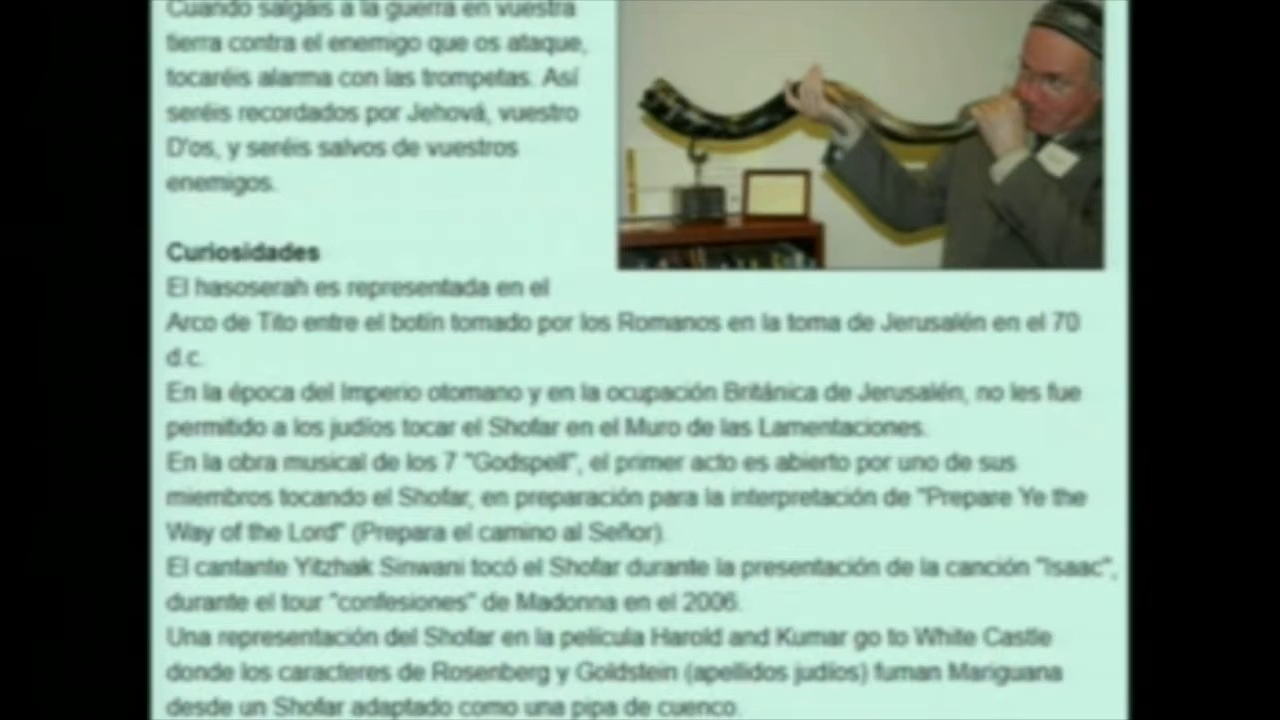 Cuando salgáis a la guerra en vuestra
tierra contra el enemigo que os ataque,
tocaréis alarma con las trompetas. Así
seréis recordados por Jehová, vuestro
D'os, y seréis salvos de vuestros
enemigos.
Curiosidades
El hasoserah es representada en el
Arco de Tito entre el botín tomado por los Romanos en la toma de Jerusalén en el 70
d.c.
En la época del Imperio otomano y en la ocupación Británica de Jerusalén, no les fue
permitido a los judíos tocar el Shofar en el Muro de las Lamentaciones.
En la obra musical de los 7 "Godspell", el primer acto es abierto por uno de sus
miembros tocando el Shofar, en preparación para la interpretación de "Prepare Ye the
Way of the Lord" (Prepara el camino al Señor).
El cantante Yitzhak Sinwani tocó el Shofar durante la presentación de la canción "Isaac",
durante el tour "confesiones" de Madonna en el 2006.
Una representación del Shofar en la película Harold and Kumar go to White Castle
donde los caracteres de Rosenberg y Goldstein (apellidos judíos) fuman Mariguana
desde un Shofar adaptado como una pipa de cuenco.